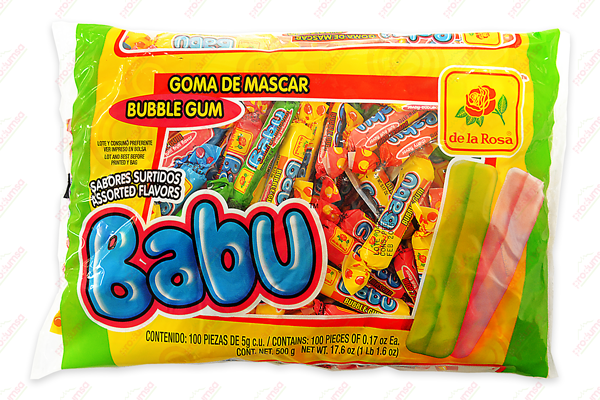 GOMA DE MASCAR
BUBBLE GUM
de la Rosa®
LOTE Y CONSUMO PREFERENTE
VER IMPRESO EN BOLSA
LOT AND BEST BEFORE
PRINTED Y BAG
SABORES SURTIDOS
ASSORTED FLAVORS
Babu
BUBBLE GUM
CONTENIDO: 100 PIEZAS DE 5g c.u. / CONTAINS: 100 PIECES OF 0.17 oz Ea.
CONT. NET. 500 g NET WT. 17.6 oz (1 Lb 1.6 oz)